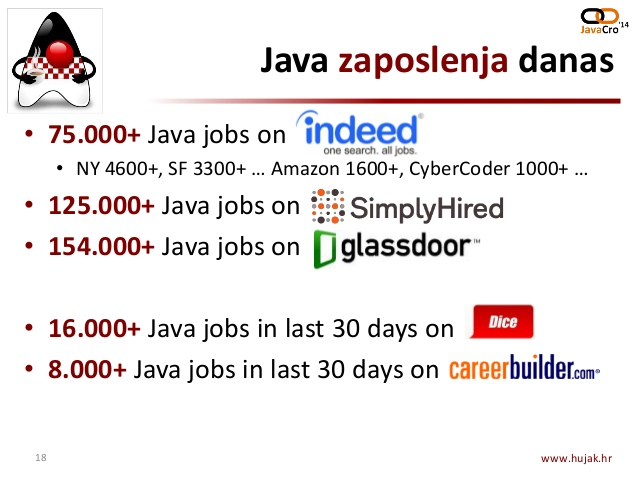 JavaCro'14
Java zaposlenja danas
• 75.000+ Java jobs on indeed
one search. all jobs.
• NY 4600+, SF 3300+ … Amazon 1600+, CyberCoder 1000+ …
• 125.000+ Java jobs on SimplyHired
• 154.000+ Java jobs on glassdoor™
• 16.000+ Java jobs in last 30 days on Dice
• 8.000+ Java jobs in last 30 days on careerbuilder.com®
18
www.hujak.hr